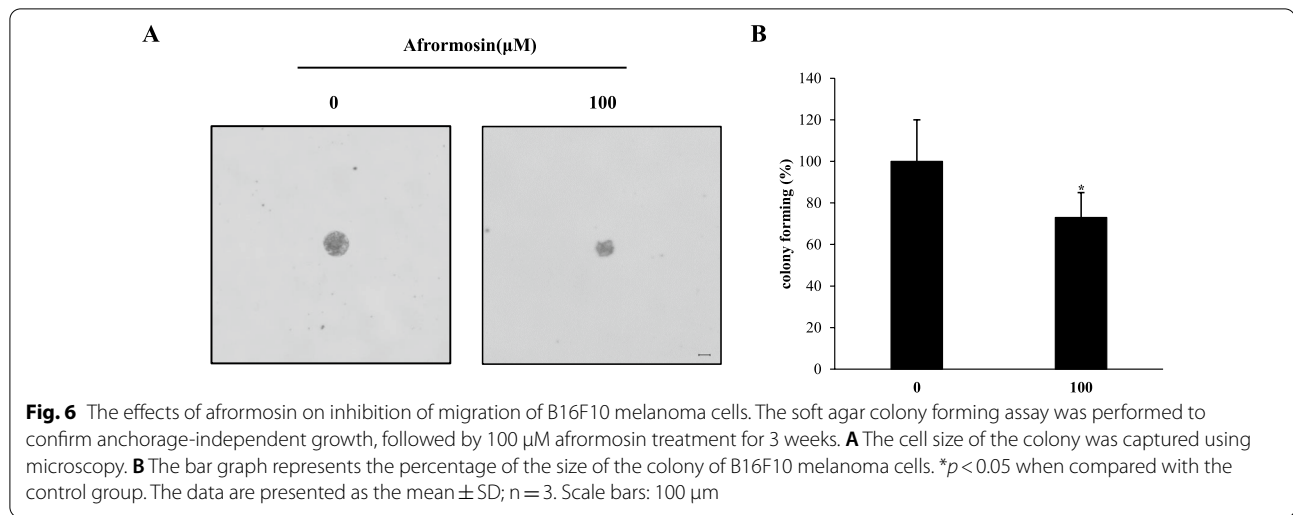 A
Afrormosin(μM)
0
100
B
140
120
100
80
60
40
20
0
colony forming (%)
*
0
100
Fig. 6 The effects of afrormosin on inhibition of migration of B16F10 melanoma cells. The soft agar colony forming assay was performed to
confirm anchorage-independent growth, followed by 100 μM afrormosin treatment for 3 weeks. A The cell size of the colony was captured using
microscopy. B The bar graph represents the percentage of the size of the colony of B16F10 melanoma cells. *p < 0.05 when compared with the
control group. The data are presented as the mean ± SD; n = 3. Scale bars: 100 μm